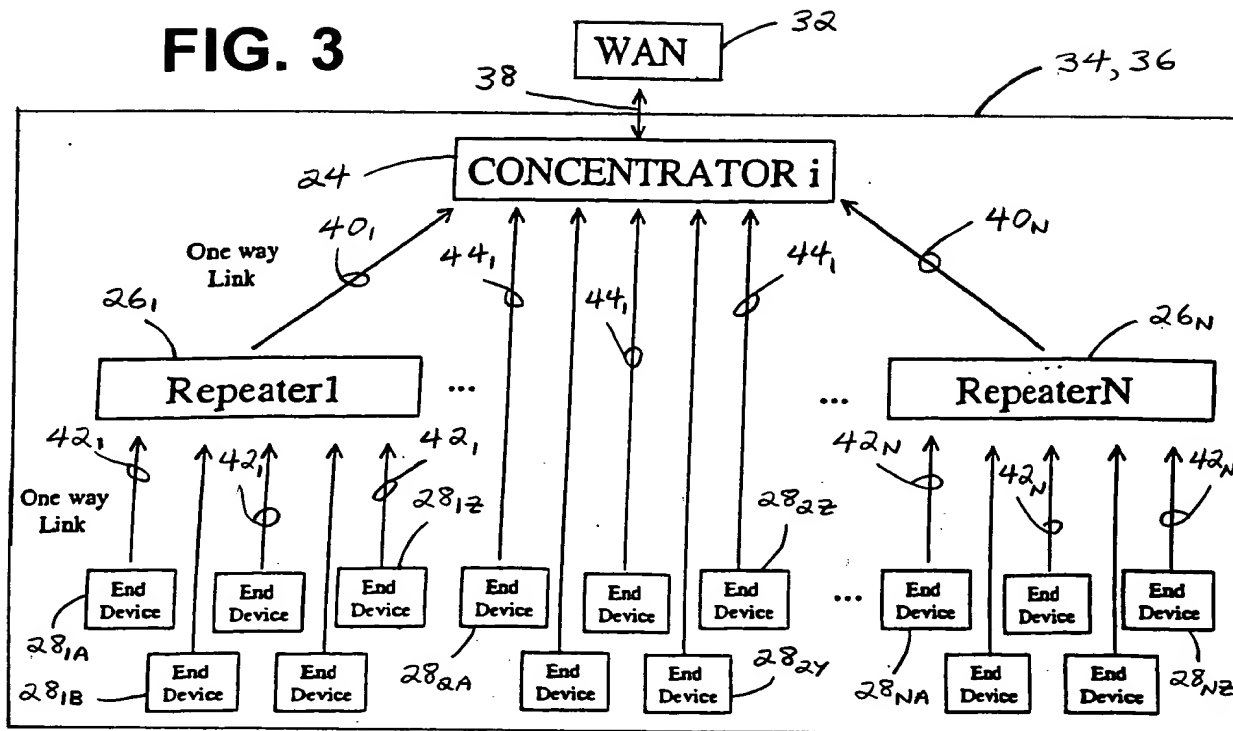 FIG. 3
WAN
32
38
34, 36
24
CONCENTRATOR i
One way
Link
40₁
44₁
44₁
44₁
40N
26₁
26N
Repeater1
...
...
...
RepeaterN
42₁
42₁
42₁
42N
42N
42N
One way
Link
28₁Z
28₂Z
End
Device
End
Device
End
Device
End
Device
End
Device
...
End
Device
End
Device
End
Device
28₁A
28₁B
End
Device
End
Device
28₂A
End
Device
End
Device
28₂Y
28NA
End
Device
End
Device
28NZ